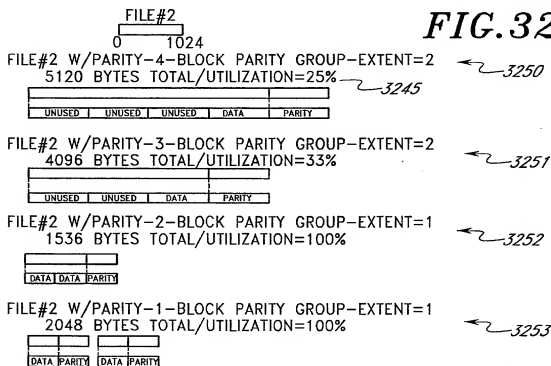 FILE#2
0 1024
FIG.32
FILE#2 W/PARITY-4-BLOCK PARITY GROUP-EXTENT=2
3250
5120 BYTES TOTAL/UTILIZATION=25%
3245
UNUSED UNUSED UNUSED DATA PARITY
FILE#2 W/PARITY-3-BLOCK PARITY GROUP-EXTENT=2
3251
4096 BYTES TOTAL/UTILIZATION=33%
UNUSED UNUSED DATA PARITY
FILE#2 W/PARITY-2-BLOCK PARITY GROUP-EXTENT=1
3252
1536 BYTES TOTAL/UTILIZATION=100%
DATA DATA PARITY
FILE#2 W/PARITY-1-BLOCK PARITY GROUP-EXTENT=1
3253
2048 BYTES TOTAL/UTILIZATION=100%
DATA PARITY DATA PARITY